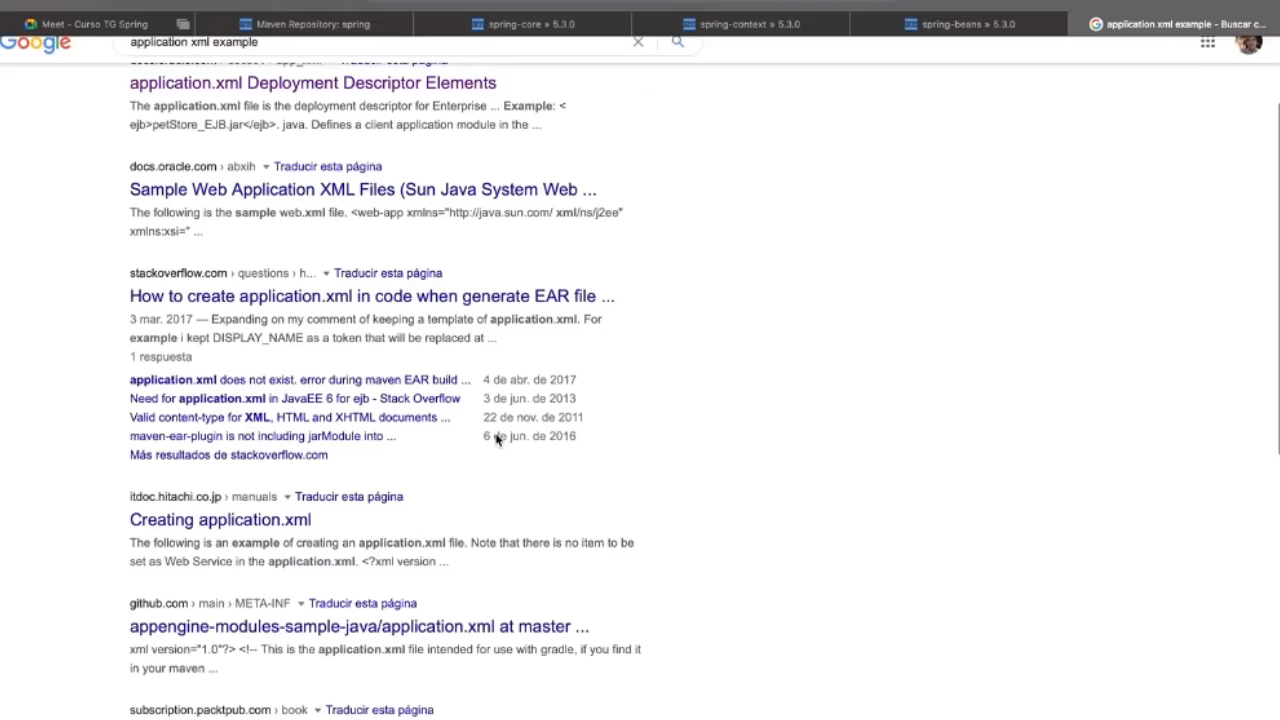 Meet – Curso TG Spring
Maven Repository: spring
spring-core » 5.3.0
spring-context » 5.3.0
spring-beans » 5.3.0
application xml example - Buscar c...
Google
application xml example
application.xml Deployment Descriptor Elements
The application.xml file is the deployment descriptor for Enterprise ... Example: <
ejb>petStore_EJB.jar</ejb>. java. Defines a client application module in the ...
docs.oracle.com › abxih Traducir esta página
Sample Web Application XML Files (Sun Java System Web ...
The following is the sample web.xml file. <web-app xmlns="http://java.sun.com/ xml/ns/j2ee"
xmlns:xsi=" ...
stackoverflow.com › questions › h... Traducir esta página
How to create application.xml in code when generate EAR file ...
3 mar. 2017 — Expanding on my comment of keeping a template of application.xml. For
example i kept DISPLAY_NAME as a token that will be replaced at ...
1 respuesta
application.xml does not exist. error during maven EAR build ... 4 de abr. de 2017
Need for application.xml in JavaEE 6 for ejb - Stack Overflow 3 de jun. de 2013
Valid content-type for XML, HTML and XHTML documents ... 22 de nov. de 2011
maven-ear-plugin is not including jarModule into ... 6 de jun. de 2016
Más resultados de stackoverflow.com
itdoc.hitachi.co.jp › manuals Traducir esta página
Creating application.xml
The following is an example of creating an application.xml file. Note that there is no item to be
set as Web Service in the application.xml. <?xml version ...
github.com › main › META-INF Traducir esta página
appengine-modules-sample-java/application.xml at master ...
xml version="1.0"?> <!-- This is the application.xml file intended for use with gradle, if you find it
in your maven ...
subscription.packtpub.com › book Traducir esta página